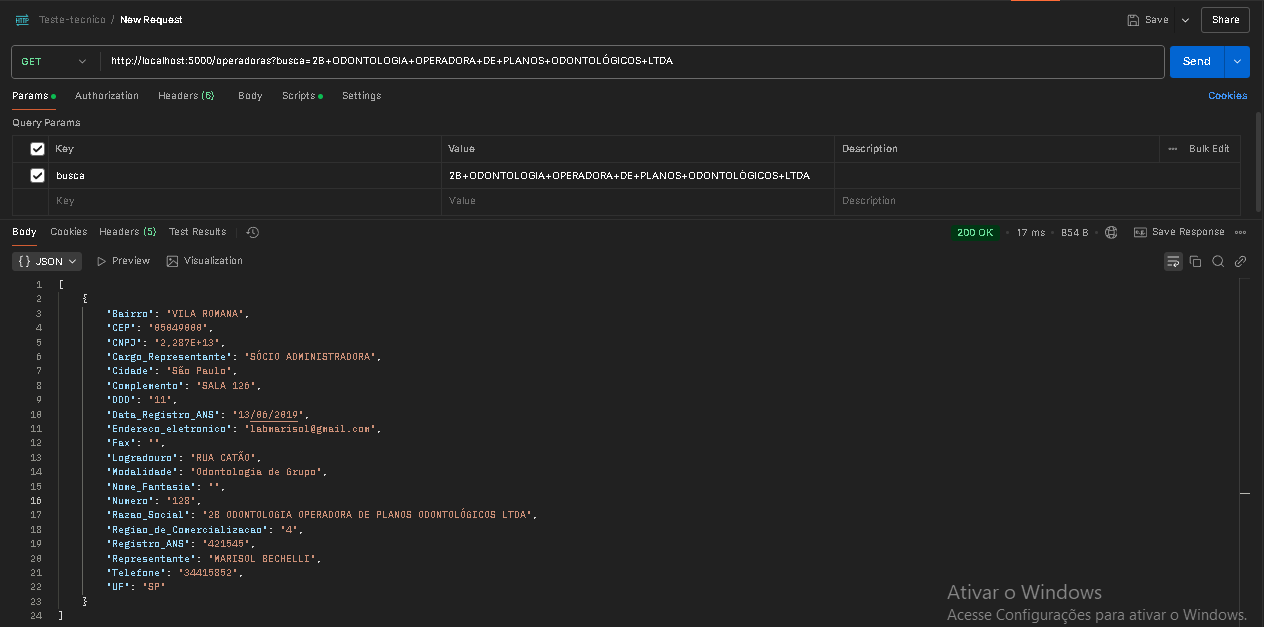 HTTP Teste-tecnico / New Request Save Share
GET http://localhost:5000/operadoras?busca=2B+ODONTOLOGIA+OPERADORA+DE+PLANOS+ODONTOLÓGICOS+LTDA Send
Params Authorization Headers (6) Body Scripts Settings Cookies
Query Params
Key Value Description ... Bulk Edit
busca 2B+ODONTOLOGIA+OPERADORA+DE+PLANOS+ODONTOLÓGICOS+LTDA
Key Value Description
Body Cookies Headers (5) Test Results 200 OK • 17 ms • 854 B • Save Response ...
{} JSON Preview Visualization
1 [
2 {
3 "Bairro": "VILA ROMANA",
4 "CEP": "05049000",
5 "CNPJ": "2,287E+13",
6 "Cargo_Representante": "SÓCIO ADMINISTRADORA",
7 "Cidade": "São Paulo",
8 "Complemento": "SALA 126",
9 "DDD": "11",
10 "Data_Registro_ANS": "13/06/2019",
11 "Endereco_eletronico": "labmarisol@gmail.com",
12 "Fax": "",
13 "Logradouro": "RUA CATÃO",
14 "Modalidade": "Odontologia de Grupo",
15 "Nome_Fantasia": "",
16 "Numero": "128",
17 "Razao_Social": "2B ODONTOLOGIA OPERADORA DE PLANOS ODONTOLÓGICOS LTDA",
18 "Regiao_de_Comercializacao": "4",
19 "Registro_ANS": "421545",
20 "Representante": "MARISOL BECHELLI",
21 "Telefone": "34415852",
22 "UF": "SP"
23 }
24 ]
Ativar o Windows
Acesse Configurações para ativar o Windows.